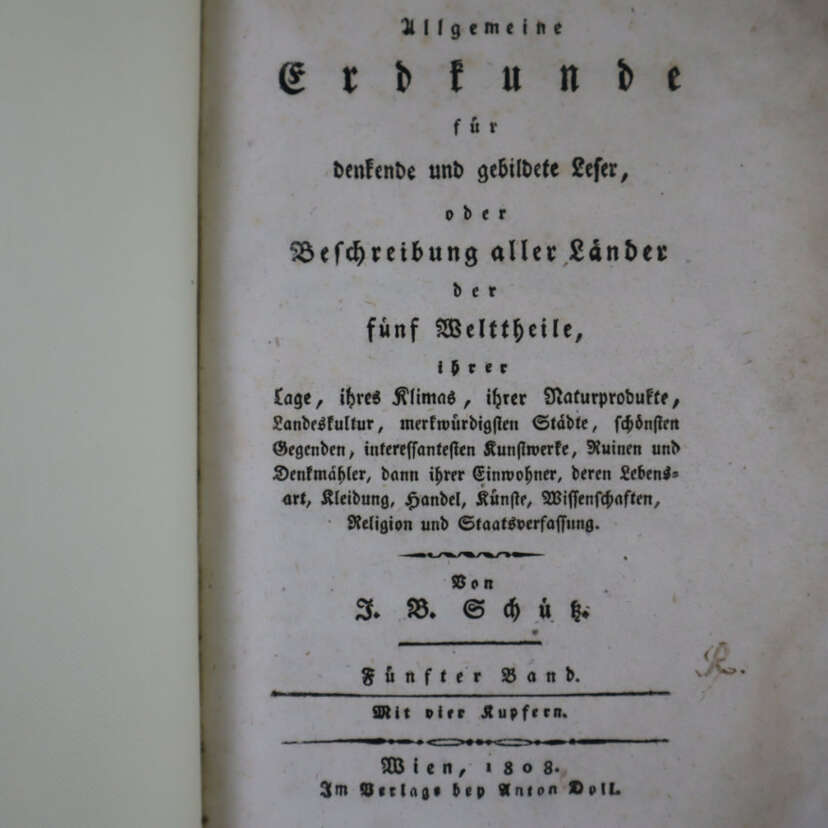 Allgemeine
Erdkunde
für
denkende und gebildete Leser,
oder
Beschreibung aller Länder
der
fünf Welttheile,
ihrer
Lage, ihres Klimas, ihrer Naturprodukte,
Landeskultur, merkwürdigsten Städte, schönsten
Gegenden, interessantesten Kunstwerke, Ruinen und
Denkmähler, dann ihrer Einwohner, deren Lebens=
art, Kleidung, Handel, Künste, Wissenschaften,
Religion und Staatsverfassung.
Von
J. B. Schütz.
Fünfter Band.
R.
Mit vier Kupfern.
Wien, 1808.
Im Verlage bey Anton Doll.